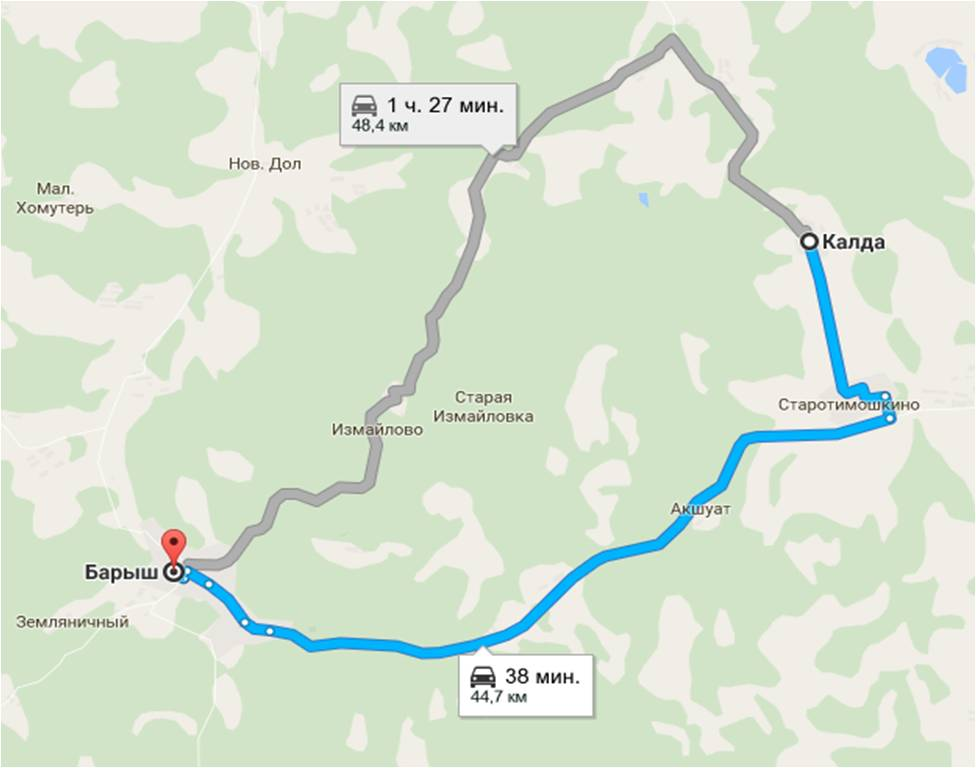 1 ч. 27 мин.
48,4 км
Нов. Дол
Мал.
Хомутерь
Калда
Старая
Измайловка
Старотимошкино
Измайлово
Акшуат
Барыш
Земляничный
38 мин.
44,7 км